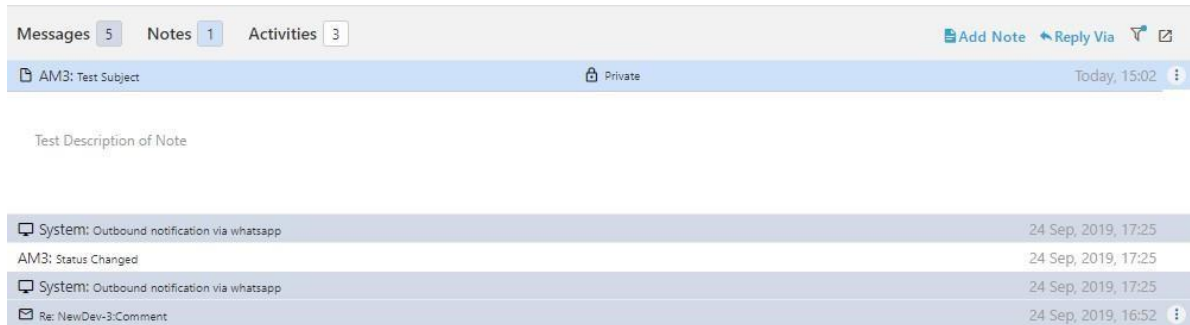 Messages 5 Notes 1 Activities 3 Add Note Reply Via
AM3: Test Subject Private Today, 15:02
Test Description of Note
System: Outbound notification via whatsapp 24 Sep, 2019, 17:25
AM3: Status Changed 24 Sep, 2019, 17:25
System: Outbound notification via whatsapp 24 Sep, 2019, 17:25
Re: NewDev-3:Comment 24 Sep, 2019, 16:52